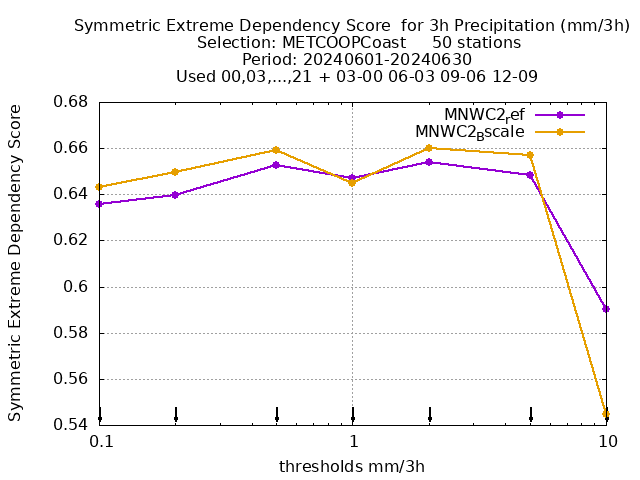 Symmetric Extreme Dependency Score  for 3h Precipitation (mm/3h)
Selection: METCOOPCoast     50 stations
Period: 20240601-20240630
Used 00,03,...,21 + 03-00 06-03 09-06 12-09
MNWC2ref
MNWC2Bscale
Symmetric Extreme Dependency Score
0.68
0.66
0.64
0.62
0.6
0.58
0.56
0.54
0.1
1
10
thresholds mm/3h